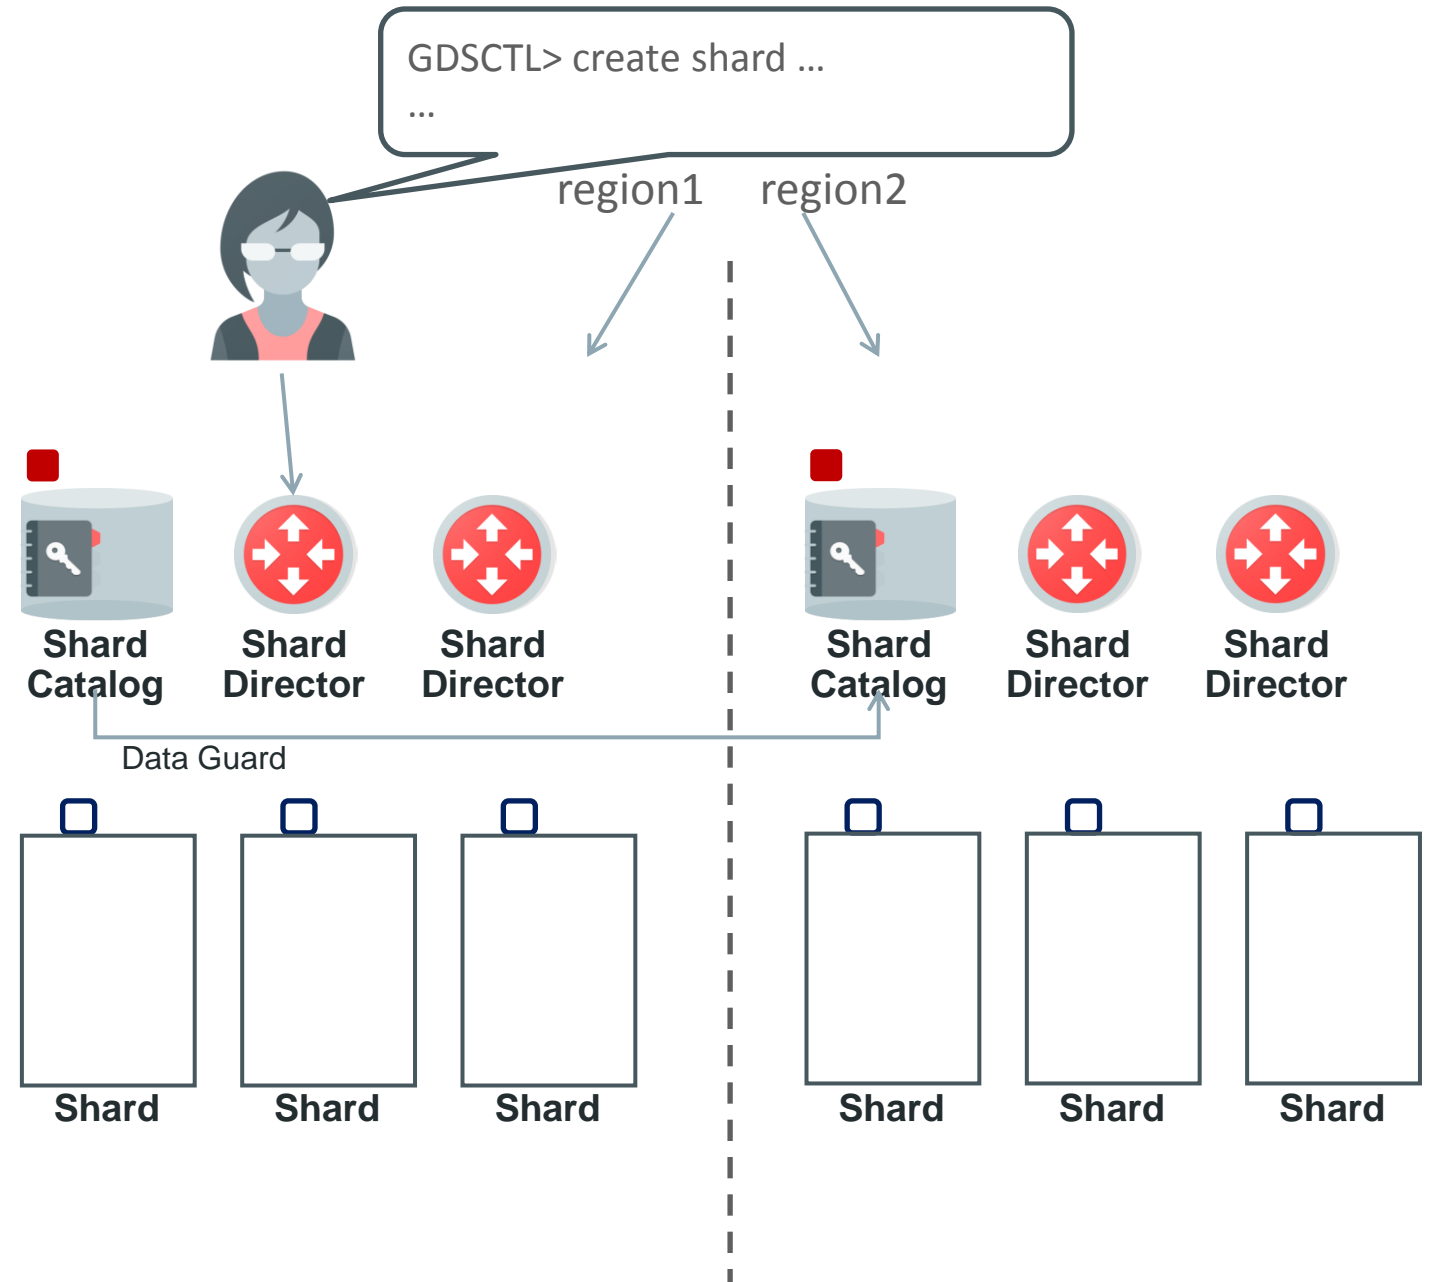 GDSCTL> create shard …
…
region1 region2
Shard Catalog
Shard Director
Shard Director
Shard Catalog
Shard Director
Shard Director
Data Guard
Shard
Shard
Shard
Shard
Shard
Shard